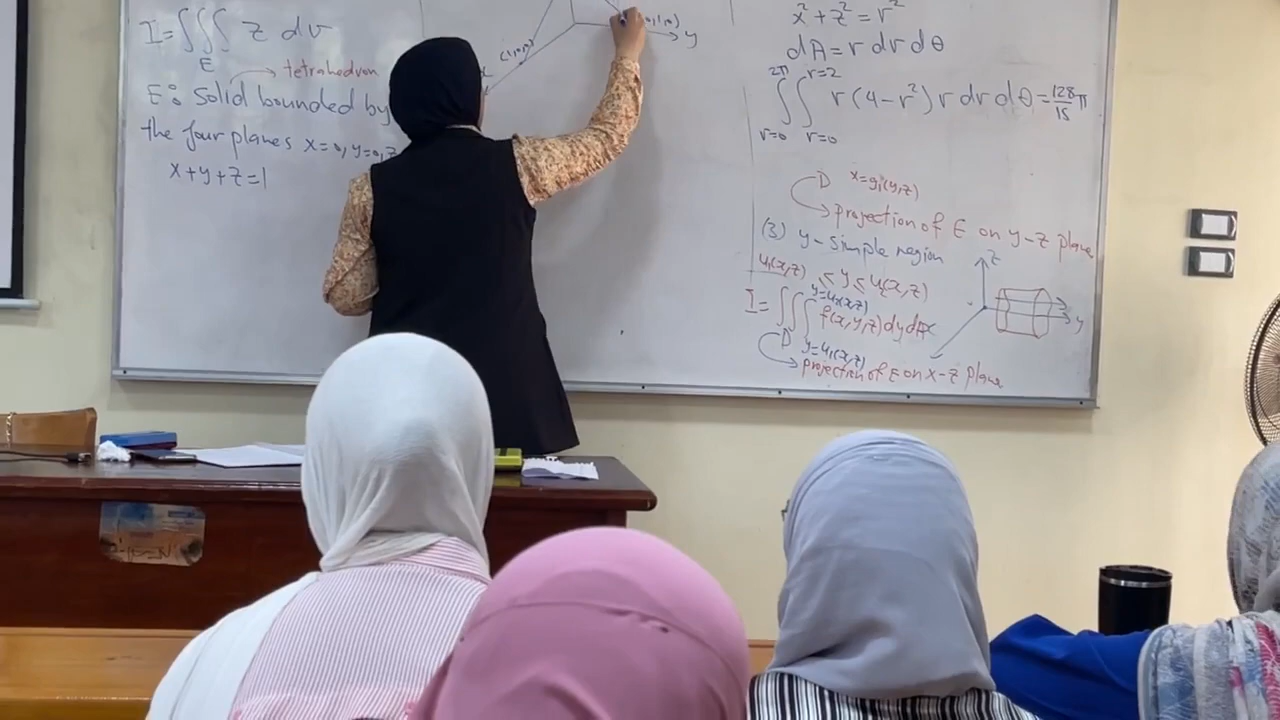 I=∭ z dv
E
tetrahedron
E: Solid bounded by
the four planes x=0, y=0, z
x+y+z=1
(1,0,0)
x
,1,0)
y
x²+z²=r²
dA=r dr dθ
2π r=2
∫∫ r(4-r²) r dr dθ = 128/15 π
r=0 r=0
D x=g₁(y,z)
projection of E on y-z plane
(3) y-simple region
u₁(x,z) ≤ y ≤ u₂(x,z)
z
y
y=u₂(x,z)
I=∭ f(x,y,z) dy
D y=u₁(x,z)
projection of E on x-z plane